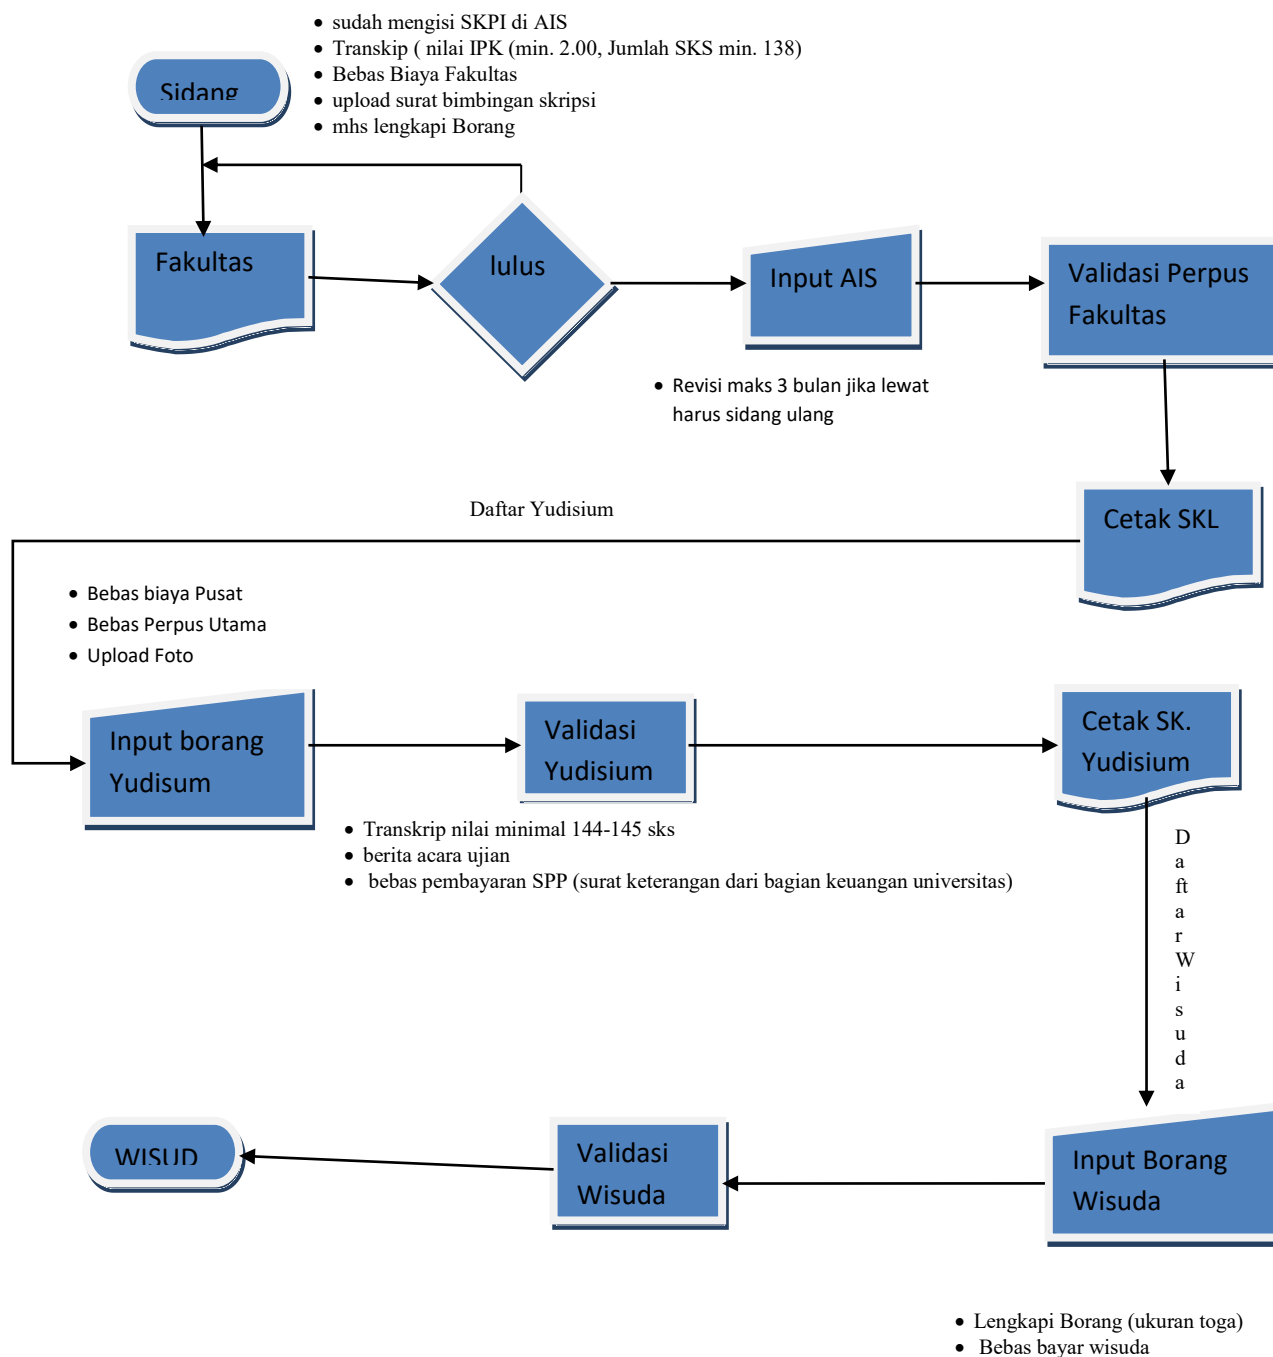 • sudah mengisi SKPI di AIS
• Transkip ( nilai IPK (min. 2.00, Jumlah SKS min. 138)
• Bebas Biaya Fakultas
• upload surat bimbingan skripsi
• mhs lengkapi Borang
Sidang
Fakultas
lulus
Input AIS
Validasi Perpus
Fakultas
• Revisi maks 3 bulan jika lewat
harus sidang ulang
Daftar Yudisium
Cetak SKL
• Bebas biaya Pusat
• Bebas Perpus Utama
• Upload Foto
Input borang
Yudisum
Validasi
Yudisium
Cetak SK.
Yudisium
• Transkrip nilai minimal 144-145 sks
• berita acara ujian
• bebas pembayaran SPP (surat keterangan dari bagian keuangan universitas)
D
a
ft
a
r
W
i
s
u
d
a
WISUD
Validasi
Wisuda
Input Borang
Wisuda
• Lengkapi Borang (ukuran toga)
• Bebas bayar wisuda